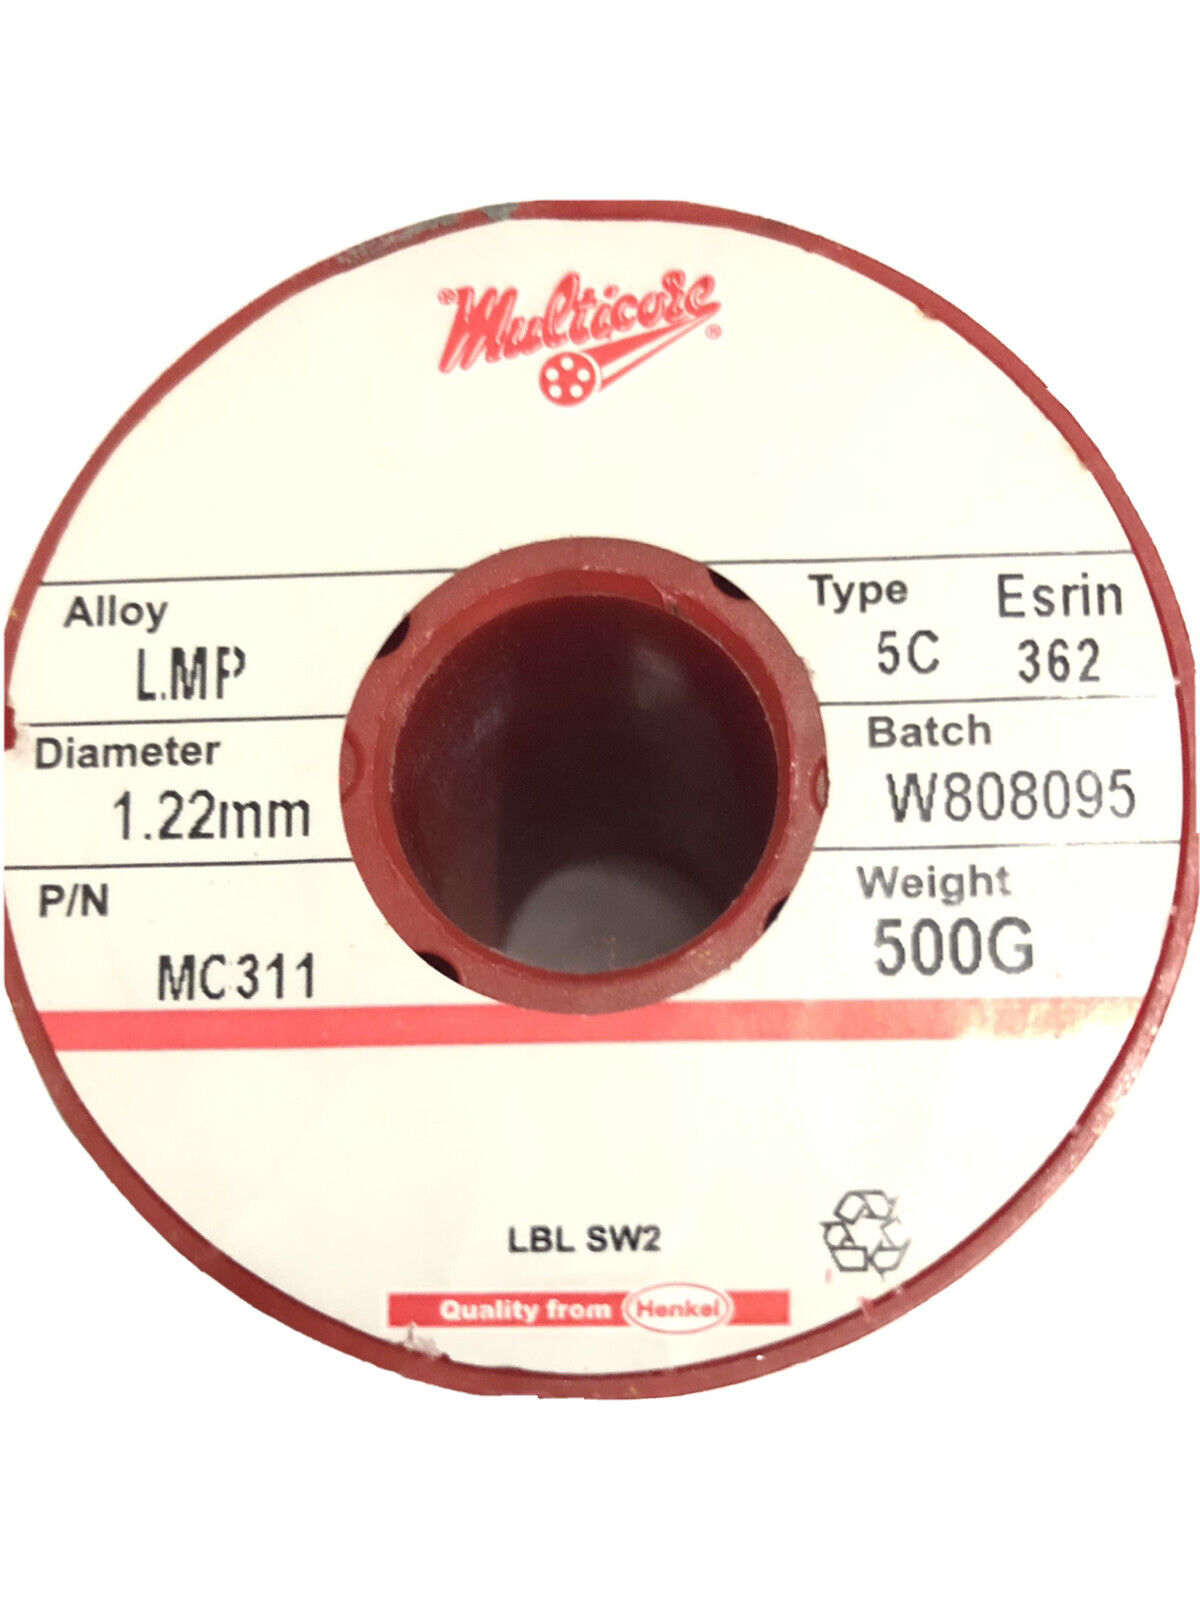 Multicore
Alloy
LMP
Type Esrin
5C 362
Diameter
1.22mm
Batch
W808095
P/N
MC311
Weight
500G
LBL SW2
Quality from Henkel